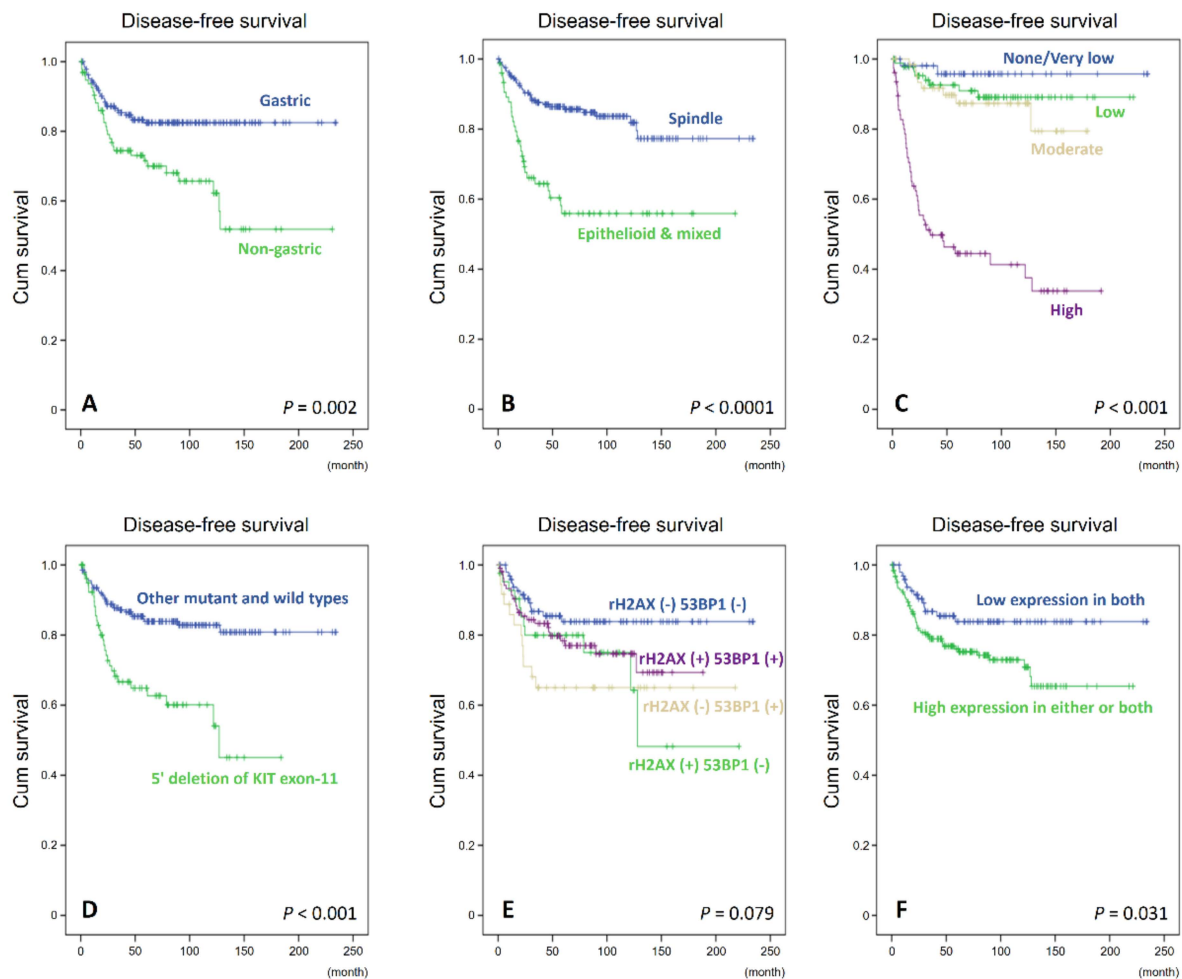 Disease-free survival
Cum survival
1.0
0.8
0.6
0.4
0.2
0
Gastric
Non-gastric
A
P = 0.002
0 50 100 150 200 250
(month)
Disease-free survival
Cum survival
1.0
0.8
0.6
0.4
0.2
0
Spindle
Epithelioid & mixed
B
P < 0.0001
0 50 100 150 200 250
(month)
Disease-free survival
Cum survival
1.0
0.8
0.6
0.4
0.2
0
None/Very low
Low
Moderate
High
C
P < 0.001
0 50 100 150 200 250
(month)
Disease-free survival
Cum survival
1.0
0.8
0.6
0.4
0.2
0
Other mutant and wild types
5' deletion of KIT exon-11
D
P < 0.001
0 50 100 150 200 250
(month)
Disease-free survival
Cum survival
1.0
0.8
0.6
0.4
0.2
0
rH2AX (-) 53BP1 (-)
rH2AX (+) 53BP1 (+)
rH2AX (-) 53BP1 (+)
rH2AX (+) 53BP1 (-)
E
P = 0.079
0 50 100 150 200 250
(month)
Disease-free survival
Cum survival
1.0
0.8
0.6
0.4
0.2
0
Low expression in both
High expression in either or both
F
P = 0.031
0 50 100 150 200 250
(month)